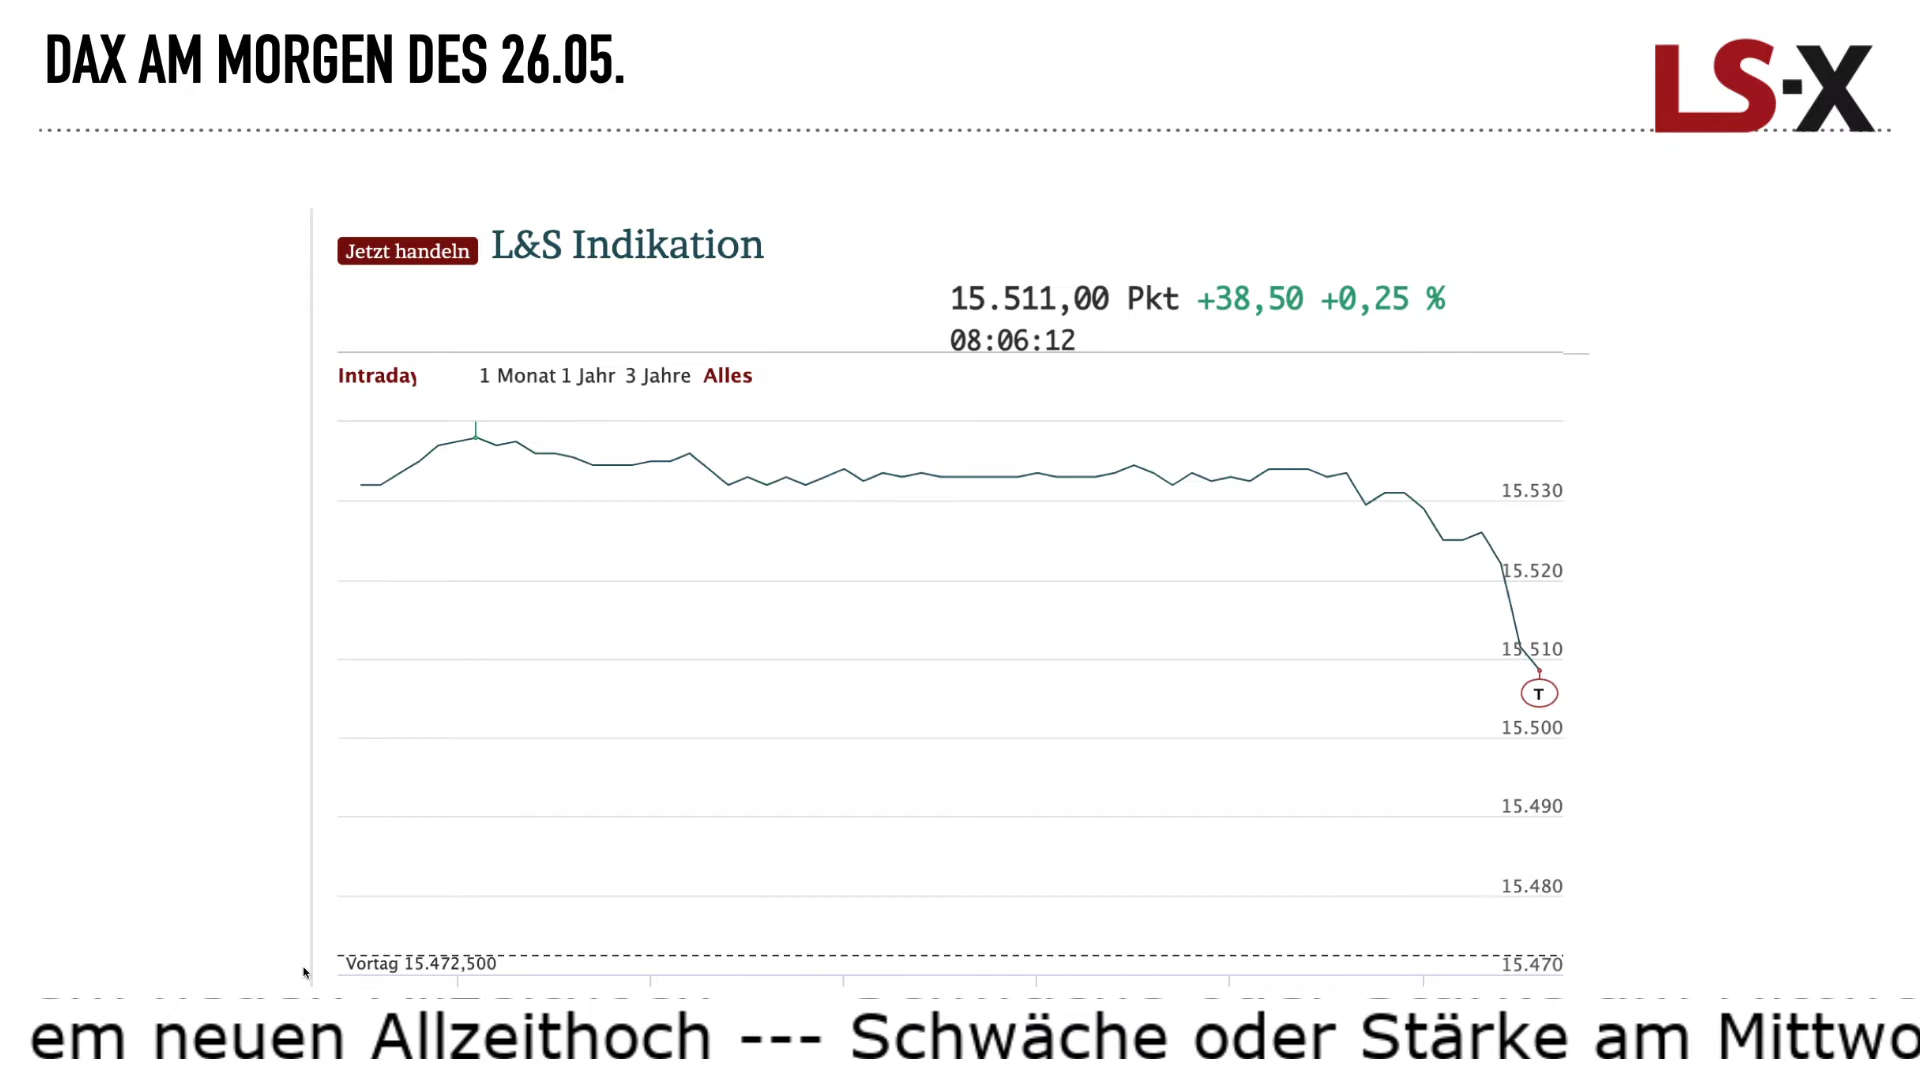 DAX AM MORGEN DES 26.05.
LS-X
Jetzt handeln L&S Indikation
15.511,00 Pkt +38,50 +0,25 %
08:06:12
Intraday 1 Monat 1 Jahr 3 Jahre Alles
15.530
15.520
15.510
T
15.500
15.490
15.480
Vortag 15.472,500
15.470
em neuen Allzeithoch --- Schwäche oder Stärke am Mittwo